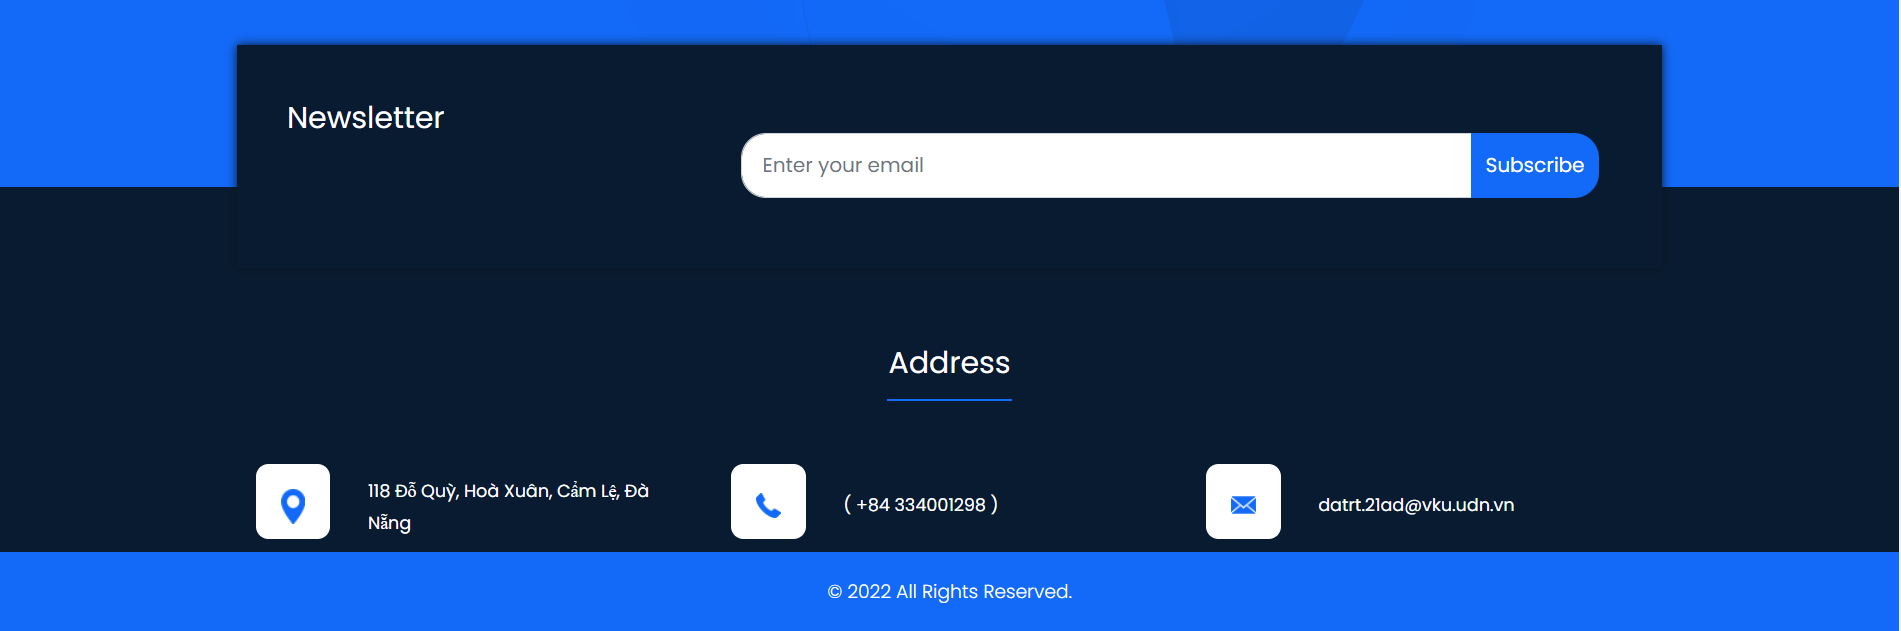 Newsletter
Enter your email
Subscribe
Address
118 Đỗ Quỳ, Hoà Xuân, Cẩm Lệ, Đà
Nẵng
( +84 334001298 )
datrt.21ad@vku.udn.vn
© 2022 All Rights Reserved.